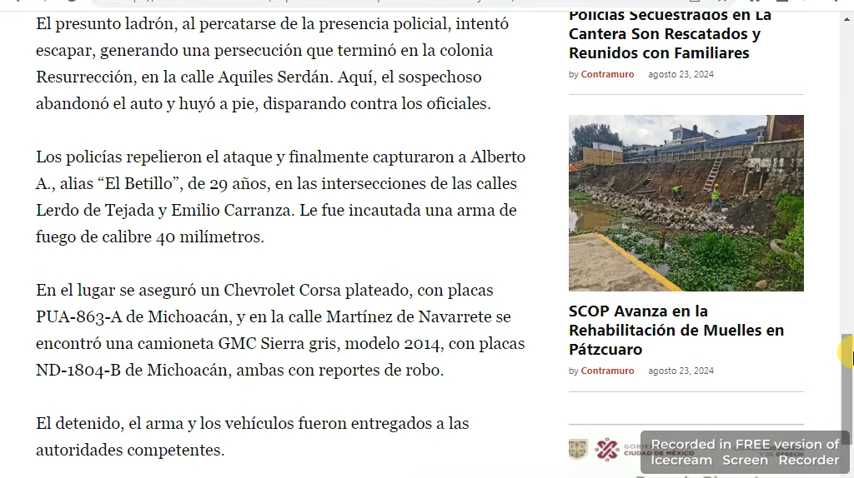 El presunto ladrón, al percatarse de la presencia policial, intentó
escapar, generando una persecución que terminó en la colonia
Resurrección, en la calle Aquiles Serdán. Aquí, el sospechoso
abandonó el auto y huyó a pie, disparando contra los oficiales.
Los policías repelieron el ataque y finalmente capturaron a Alberto
A., alias “El Betillo”, de 29 años, en las intersecciones de las calles
Lerdo de Tejada y Emilio Carranza. Le fue incautada una arma de
fuego de calibre 40 milímetros.
En el lugar se aseguró un Chevrolet Corsa plateado, con placas
PUA-863-A de Michoacán, y en la calle Martínez de Navarrete se
encontró una camioneta GMC Sierra gris, modelo 2014, con placas
ND-1804-B de Michoacán, ambas con reportes de robo.
El detenido, el arma y los vehículos fueron entregados a las
autoridades competentes.
Policías Secuestrados en La
Cantera Son Rescatados y
Reunidos con Familiares
by Contramuro agosto 23, 2024
SCOP Avanza en la
Rehabilitación de Muelles en
Pátzcuaro
by Contramuro agosto 23, 2024
CIUDAD DE MÉXICO
Recorded in FREE version of
Icecream Screen Recorder